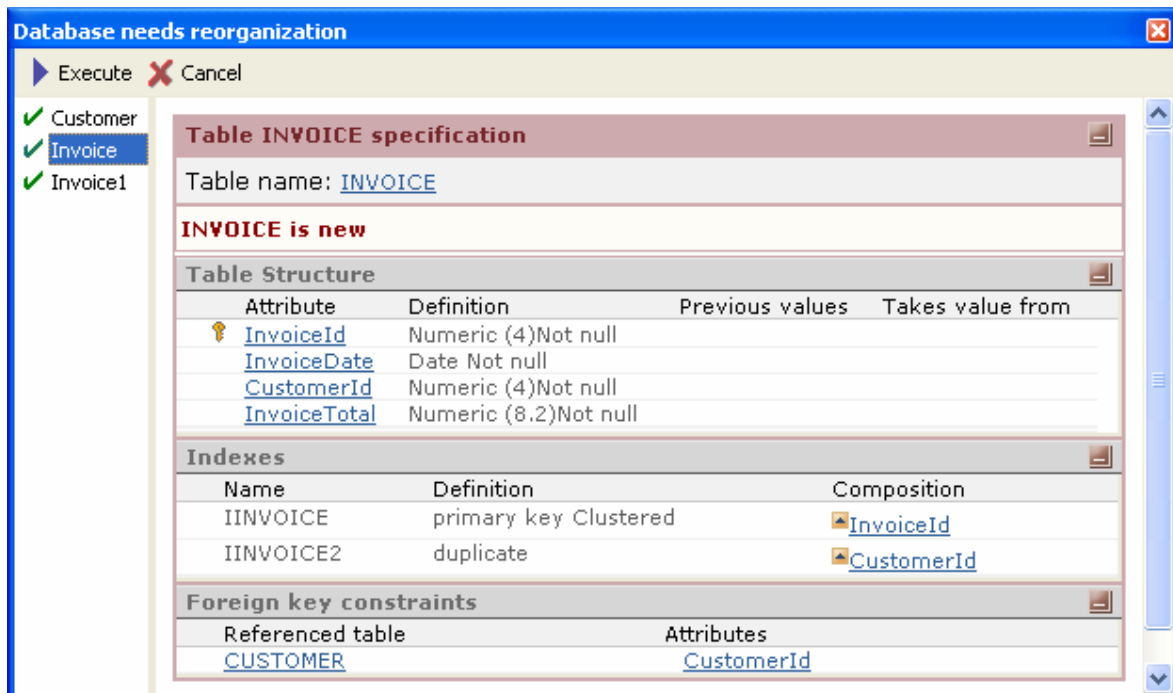 Database needs reorganization
Execute Cancel
Customer
Invoice
Invoice1
Table INVOICE specification
Table name: INVOICE
INVOICE is new
Table Structure
Attribute Definition Previous values Takes value from
InvoiceId Numeric (4)Not null
InvoiceDate Date Not null
CustomerId Numeric (4)Not null
InvoiceTotal Numeric (8.2)Not null
Indexes
Name Definition Composition
IINVOICE primary key Clustered InvoiceId
IINVOICE2 duplicate CustomerId
Foreign key constraints
Referenced table Attributes
CUSTOMER CustomerId